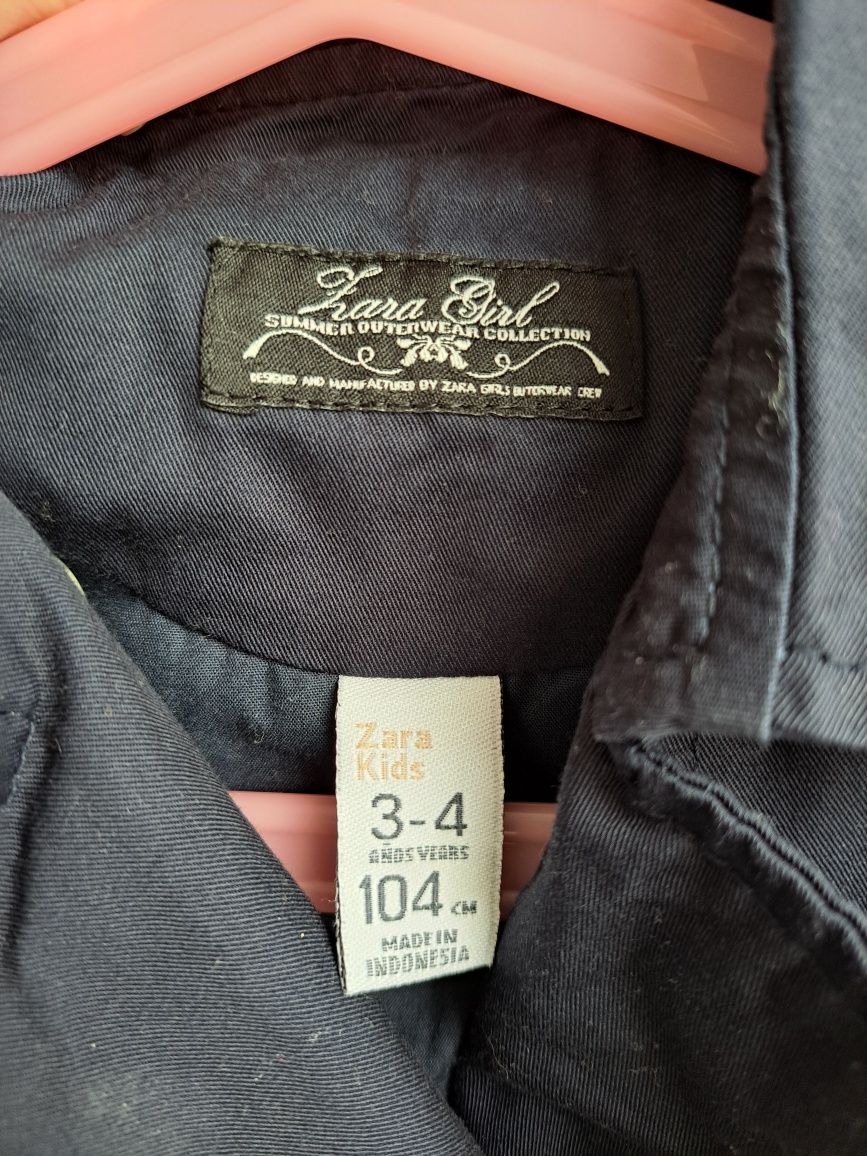 Zara Girl
SUMMER OUTERWEAR COLLECTION
DESIGNED AND MANUFACTURED BY ZARA GIRLS OUTERWEAR CREW
Zara
Kids
3-4
AÑOS YEARS
104 CM
MADE IN
INDONESIA